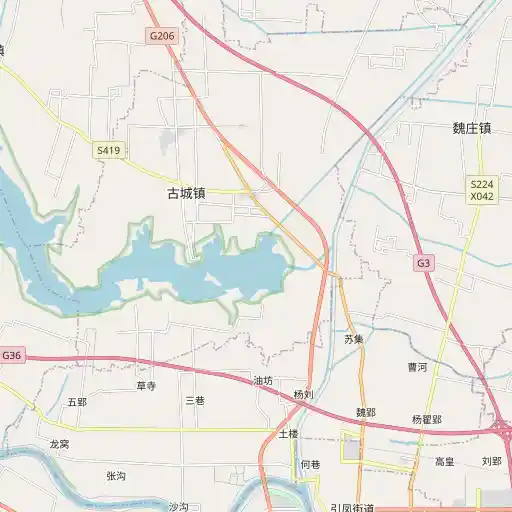 G206
镇
魏庄镇
S419
S224
X042
古城镇
G3
苏集
G36
曹河
油坊
草寺
杨刘
三巷
五郢
魏郢
杨翟郢
土楼
龙窝
何巷
高皇
刘郢
张沟
沙沟
引凤街道